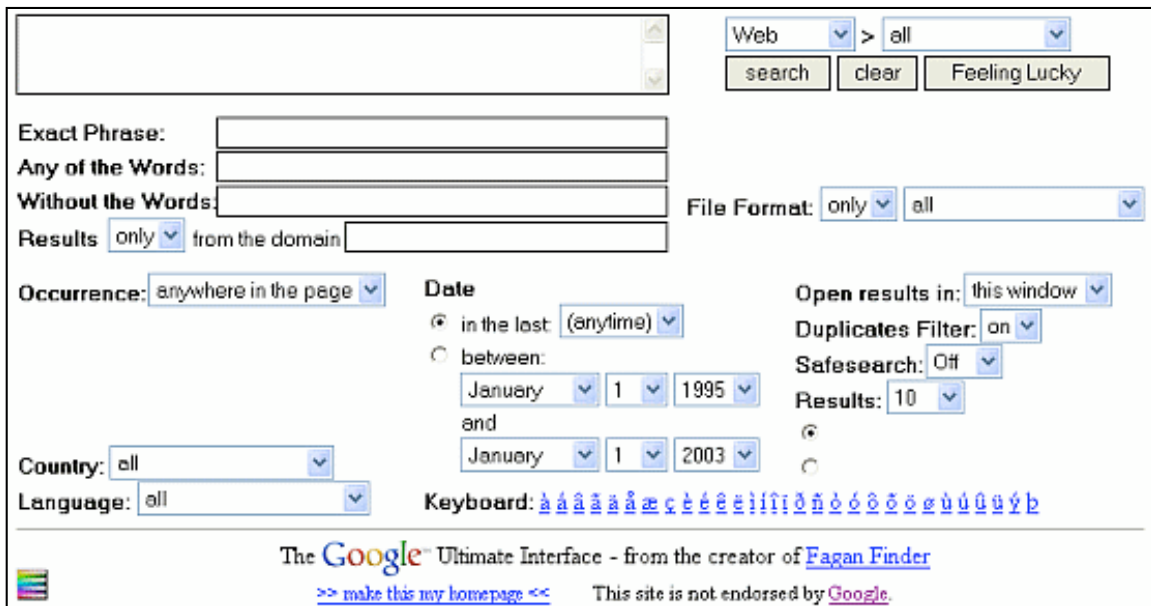 Web > all
search clear Feeling Lucky
Exact Phrase:
Any of the Words:
Without the Words:
File Format: only all
Results only from the domain
Occurrence: anywhere in the page
Date
in the last: (anytime)
between:
January 1 1995
and
January 1 2003
Open results in: this window
Duplicates Filter: on
Safesearch: Off
Results: 10
Country: all
Language: all
Keyboard: à á â ã ä å æ ç è é ê ë ì í î ï ð ñ ò ó ô õ ö ø ù ú û ü ý þ
The Google™ Ultimate Interface - from the creator of Fagan Finder
>> make this my homepage << This site is not endorsed by Google.